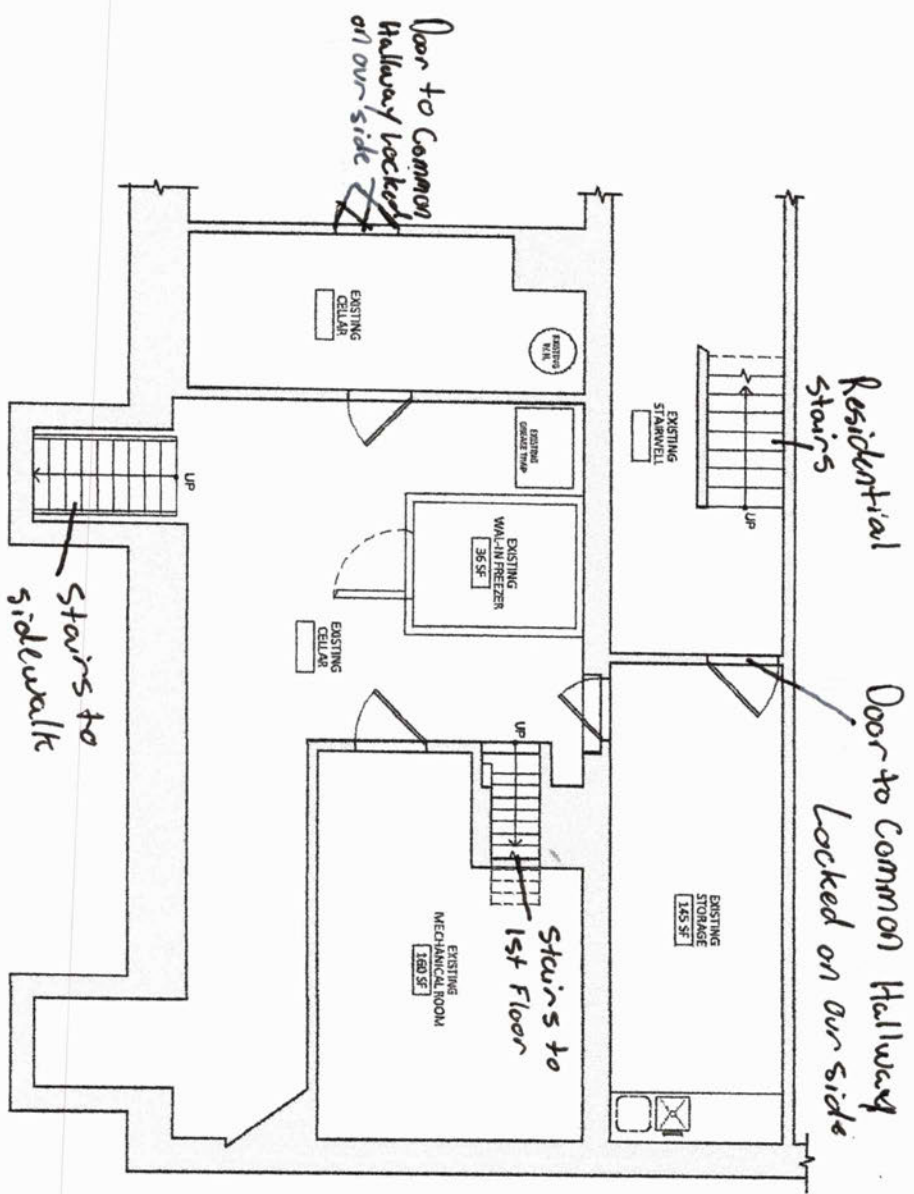 Door to Common
Hallway Locked
on our side
Residential
Stairs
Door to Common Hallway
Locked on our side
EXISTING
STAIRWELL
UP
EXISTING
CELLAR
EXISTING
EXISTING
GREASE TRAP
EXISTING
WAL-IN FREEZER
36 SF
EXISTING
CELLAR
UP
Stairs to
sidewalk
UP
Stairs to
1st Floor
EXISTING
STORAGE
145 SF
EXISTING
MECHANICAL ROOM
160 SF